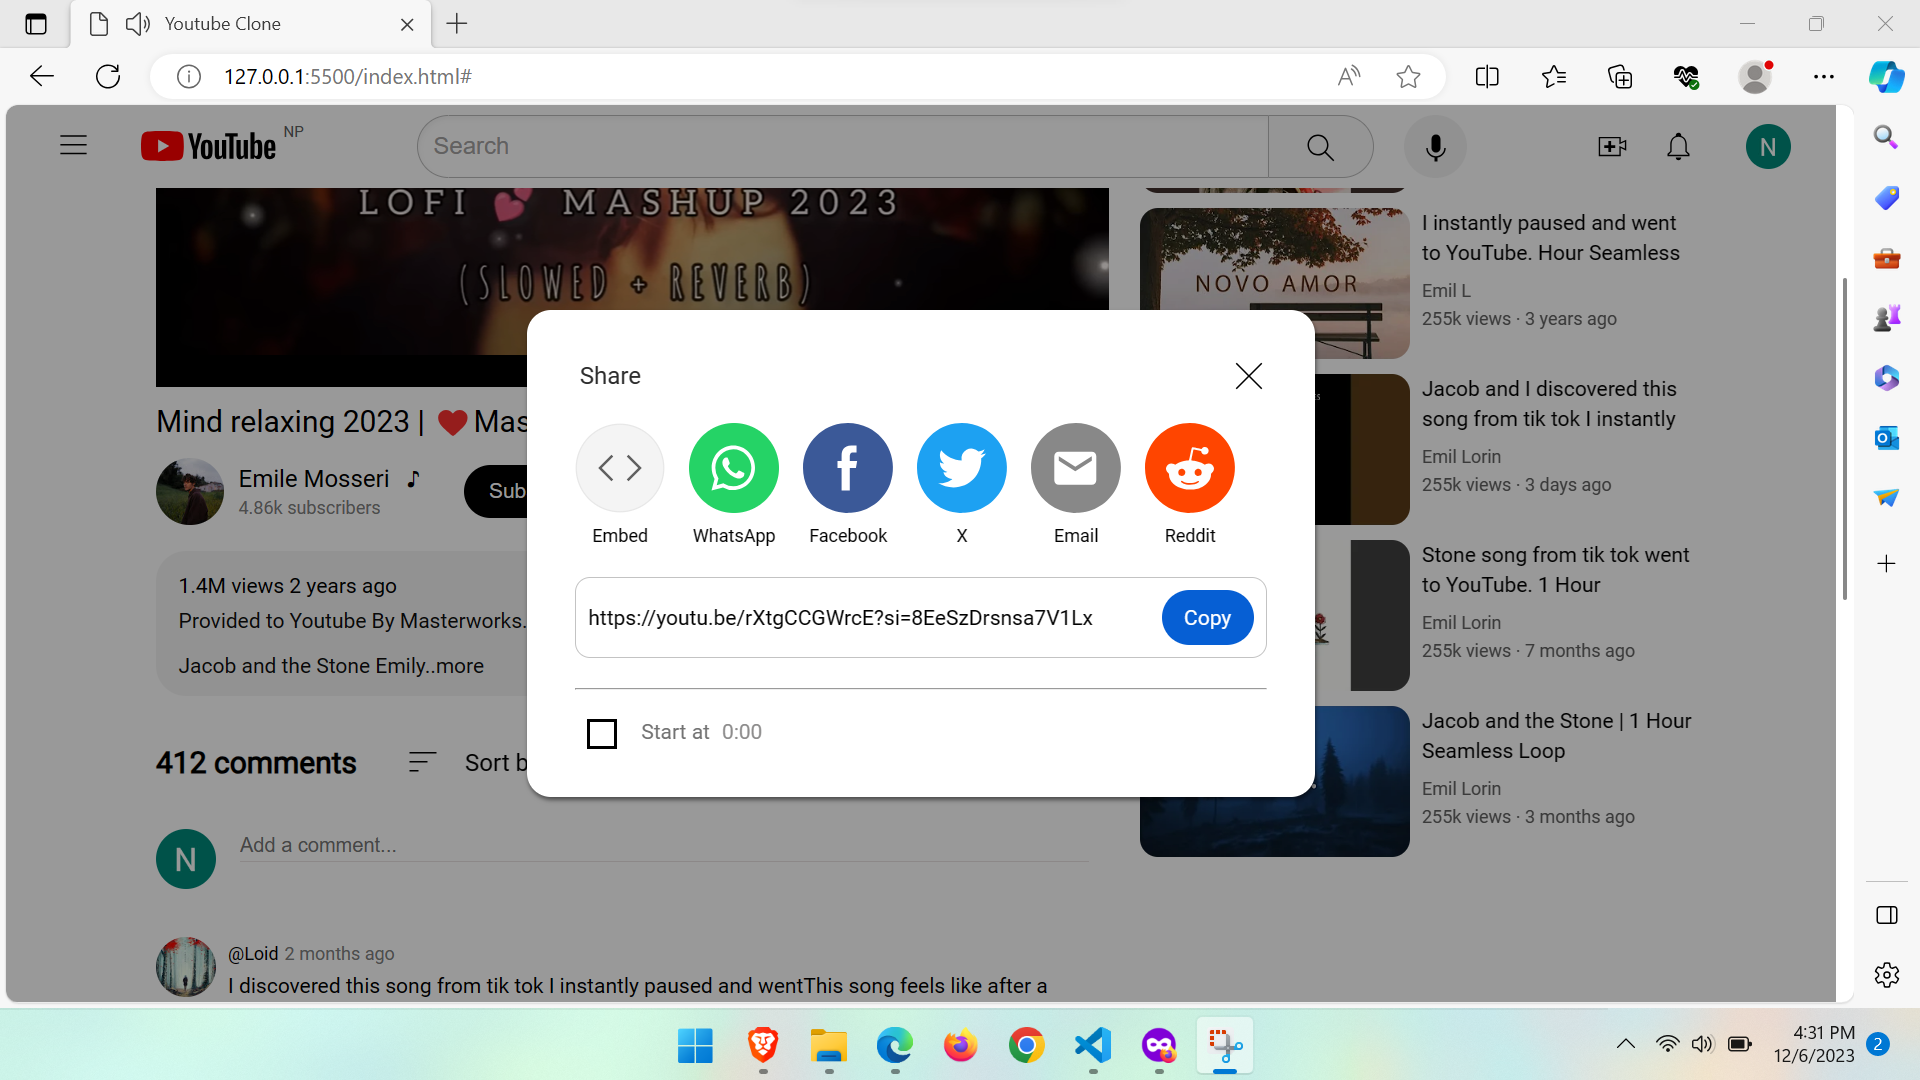 Youtube Clone
127.0.0.1:5500/index.html#
YouTube NP
Search
N
LOFI 💕 MASHUP 2023
(SLOWED + REVERB)
Mind relaxing 2023 | ❤️Mas
Emile Mosseri ♪
4.86k subscribers
Sub
1.4M views 2 years ago
Provided to Youtube By Masterworks.
Jacob and the Stone Emily..more
412 comments
Sort b
N
Add a comment...
@Loid 2 months ago
I discovered this song from tik tok I instantly paused and wentThis song feels like after a
Share
Embed
WhatsApp
Facebook
X
Email
Reddit
https://youtu.be/rXtgCCGWrcE?si=8EeSzDrsnsa7V1Lx
Copy
Start at 0:00
NOVO AMOR
I instantly paused and went
to YouTube. Hour Seamless
Emil L
255k views · 3 years ago
Jacob and I discovered this
song from tik tok I instantly
Emil Lorin
255k views · 3 days ago
Stone song from tik tok went
to YouTube. 1 Hour
Emil Lorin
255k views · 7 months ago
Jacob and the Stone | 1 Hour
Seamless Loop
Emil Lorin
255k views · 3 months ago
4:31 PM
12/6/2023
2